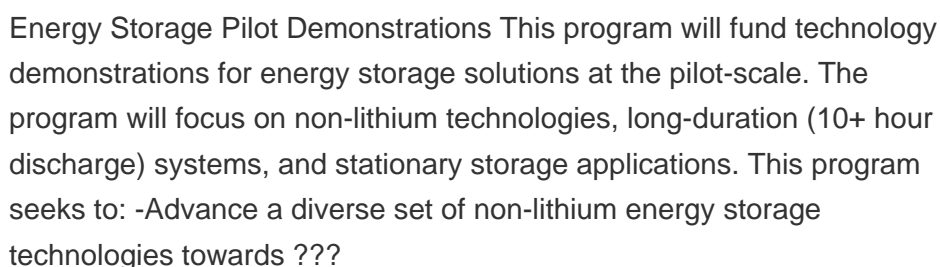 Energy Storage Pilot Demonstrations This program will fund technology
demonstrations for energy storage solutions at the pilot-scale. The
program will focus on non-lithium technologies, long-duration (10+ hour
discharge) systems, and stationary storage applications. This program
seeks to: -Advance a diverse set of non-lithium energy storage
technologies towards ???